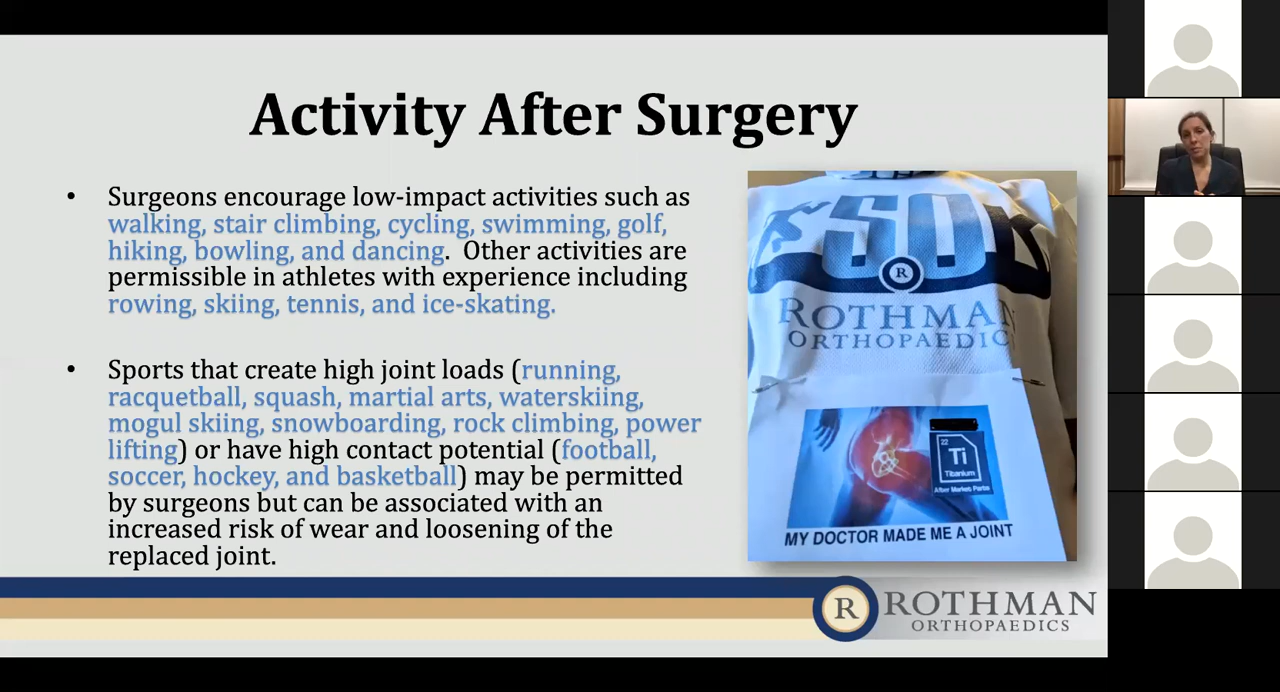 Activity After Surgery
• Surgeons encourage low-impact activities such as
walking, stair climbing, cycling, swimming, golf,
hiking, bowling, and dancing.  Other activities are
permissible in athletes with experience including
rowing, skiing, tennis, and ice-skating.
• Sports that create high joint loads (running,
racquetball, squash, martial arts, waterskiing,
mogul skiing, snowboarding, rock climbing, power
lifting) or have high contact potential (football,
soccer, hockey, and basketball) may be permitted
by surgeons but can be associated with an
increased risk of wear and loosening of the
replaced joint.
R
ROTHMAN
ORTHOPAEDICS
22
Ti
Titanium
After Market Parts
MY DOCTOR MADE ME A JOINT
R
ROTHMAN
ORTHOPAEDICS